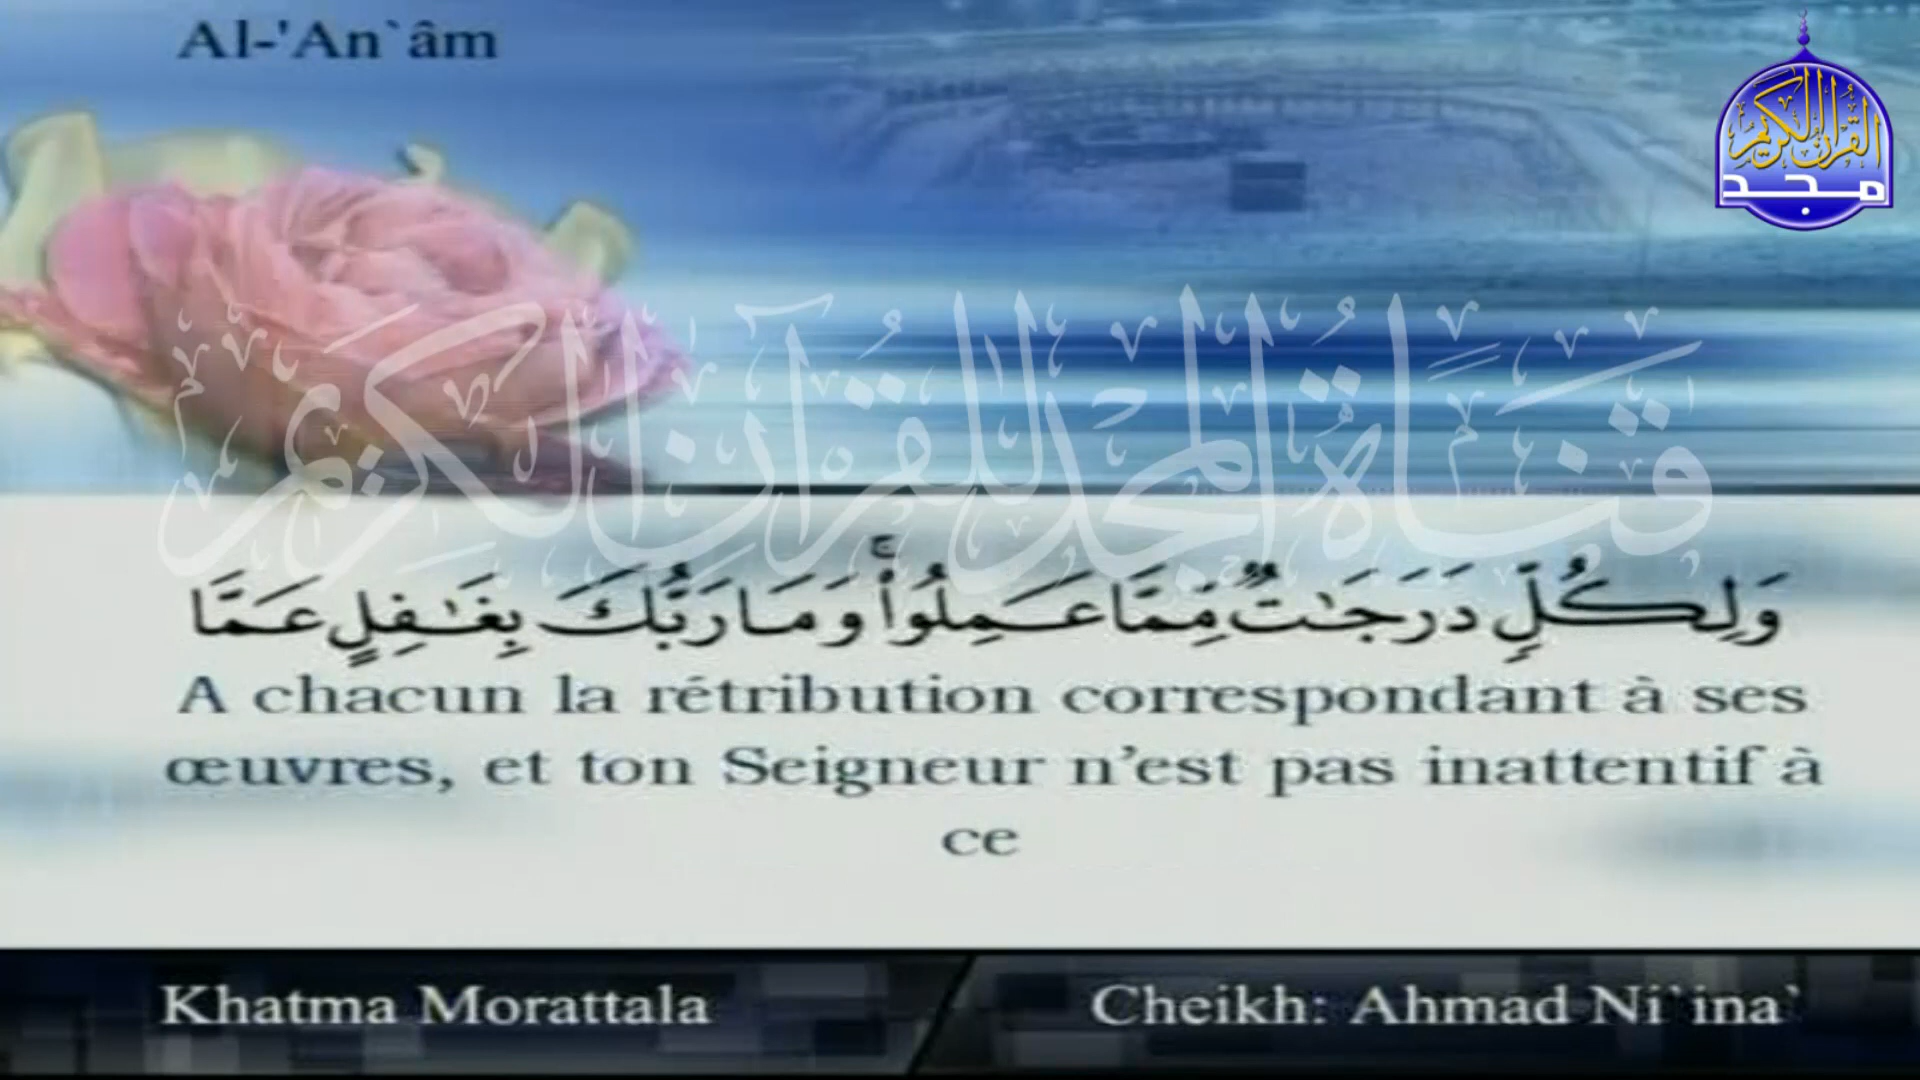 Al-'An`âm
القرآن الكريم
مجد
قناة المجد للقرآن الكريم
وَلِكُلٍّ دَرَجَٰتٌ مِّمَّا عَمِلُوا۟ ۚ وَمَا رَبُّكَ بِغَٰفِلٍ عَمَّا
A chacun la rétribution correspondant à ses
œuvres, et ton Seigneur n’est pas inattentif à
ce
Khatma Morattala
Cheikh: Ahmad Ni`ina`